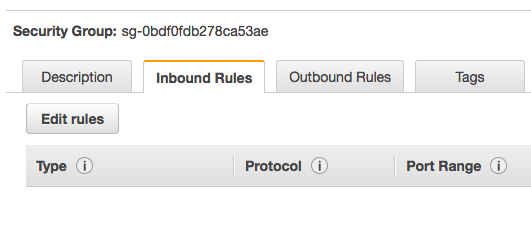 Security Group: sg-0bdf0fdb278ca53ae
Description Inbound Rules Outbound Rules Tags
Edit rules
Type i Protocol i Port Range i